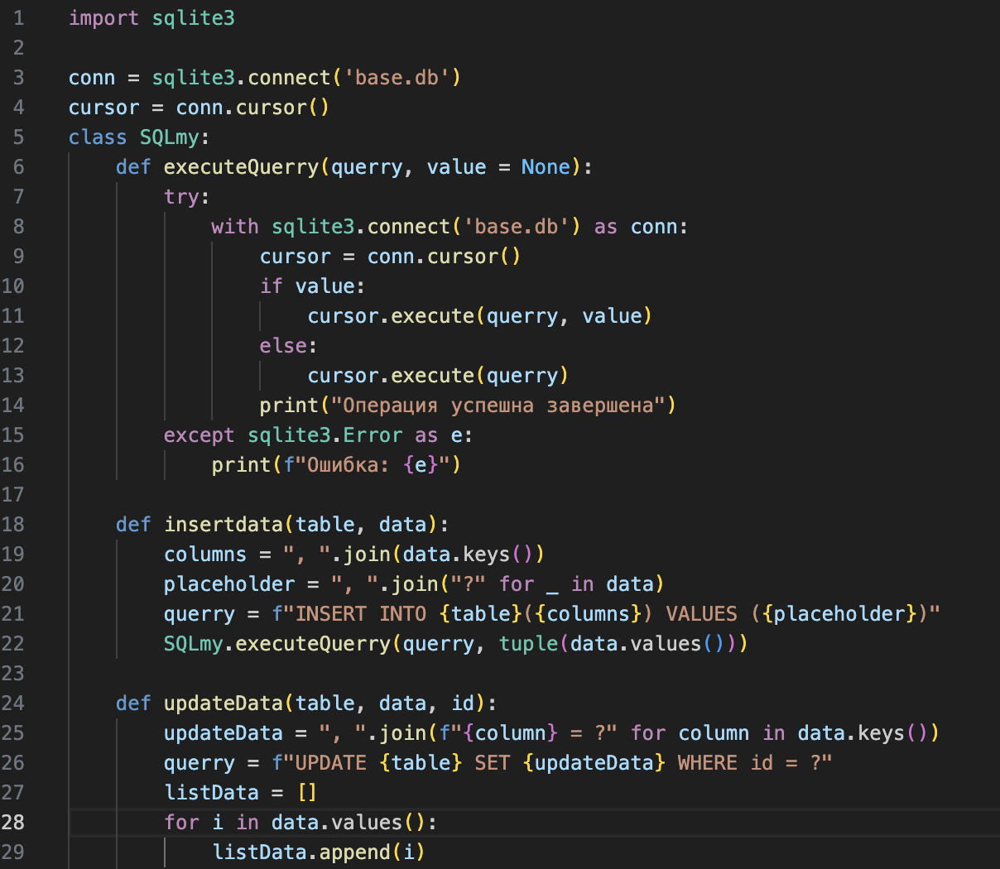 1 import sqlite3
2
3 conn = sqlite3.connect('base.db')
4 cursor = conn.cursor()
5 class SQLmy:
6     def executeQuerry(querry, value = None):
7         try:
8             with sqlite3.connect('base.db') as conn:
9                 cursor = conn.cursor()
10                 if value:
11                     cursor.execute(querry, value)
12                 else:
13                     cursor.execute(querry)
14                 print("Операция успешна завершена")
15         except sqlite3.Error as e:
16             print(f"Ошибка: {e}")
17
18     def insertdata(table, data):
19         columns = ", ".join(data.keys())
20         placeholder = ", ".join("?" for _ in data)
21         querry = f"INSERT INTO {table}({columns}) VALUES ({placeholder})"
22         SQLmy.executeQuerry(querry, tuple(data.values()))
23
24     def updateData(table, data, id):
25         updateData = ", ".join(f"{column} = ?" for column in data.keys())
26         querry = f"UPDATE {table} SET {updateData} WHERE id = ?"
27         listData = []
28         for i in data.values():
29             listData.append(i)